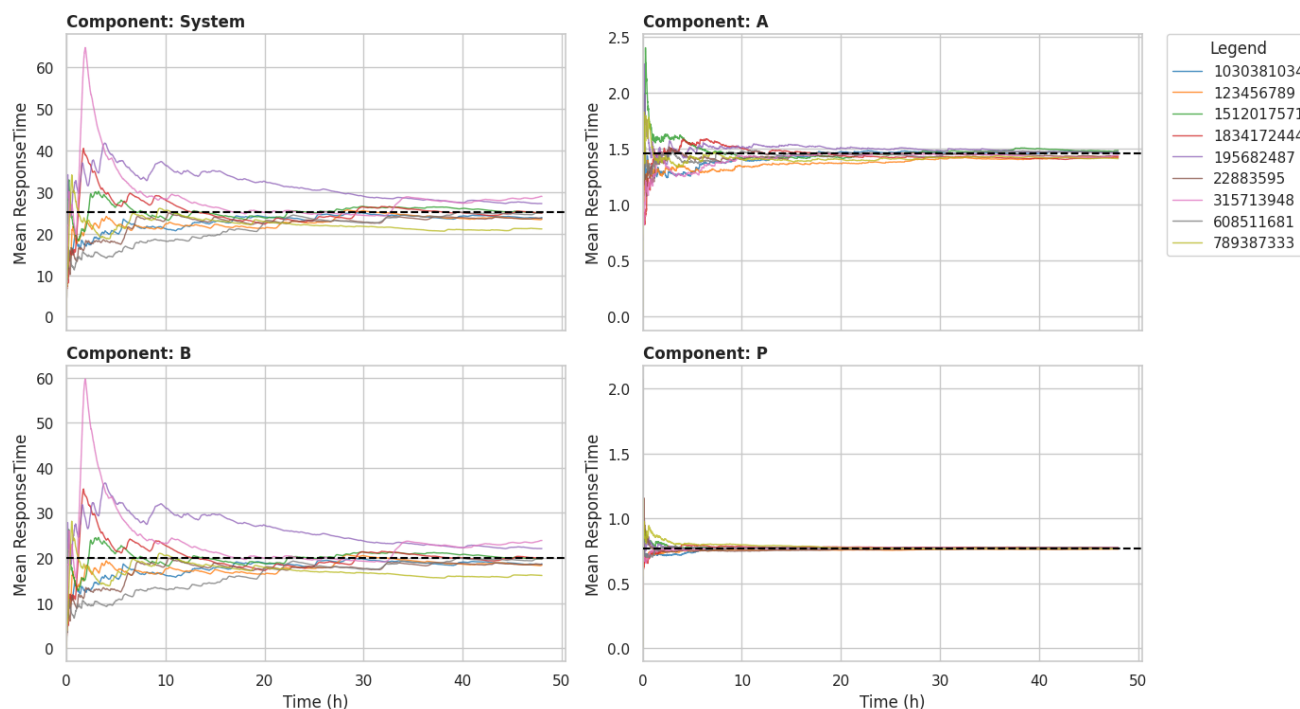 Component: System
Mean ResponseTime
60
50
40
30
20
10
0
Component: A
Mean ResponseTime
2.5
2.0
1.5
1.0
0.5
0.0
Legend
1030381034
123456789
1512017571
1834172444
195682487
22883595
315713948
608511681
789387333
Component: B
Mean ResponseTime
60
50
40
30
20
10
0
0 10 20 30 40 50
Time (h)
Component: P
Mean ResponseTime
2.0
1.5
1.0
0.5
0.0
0 10 20 30 40 50
Time (h)